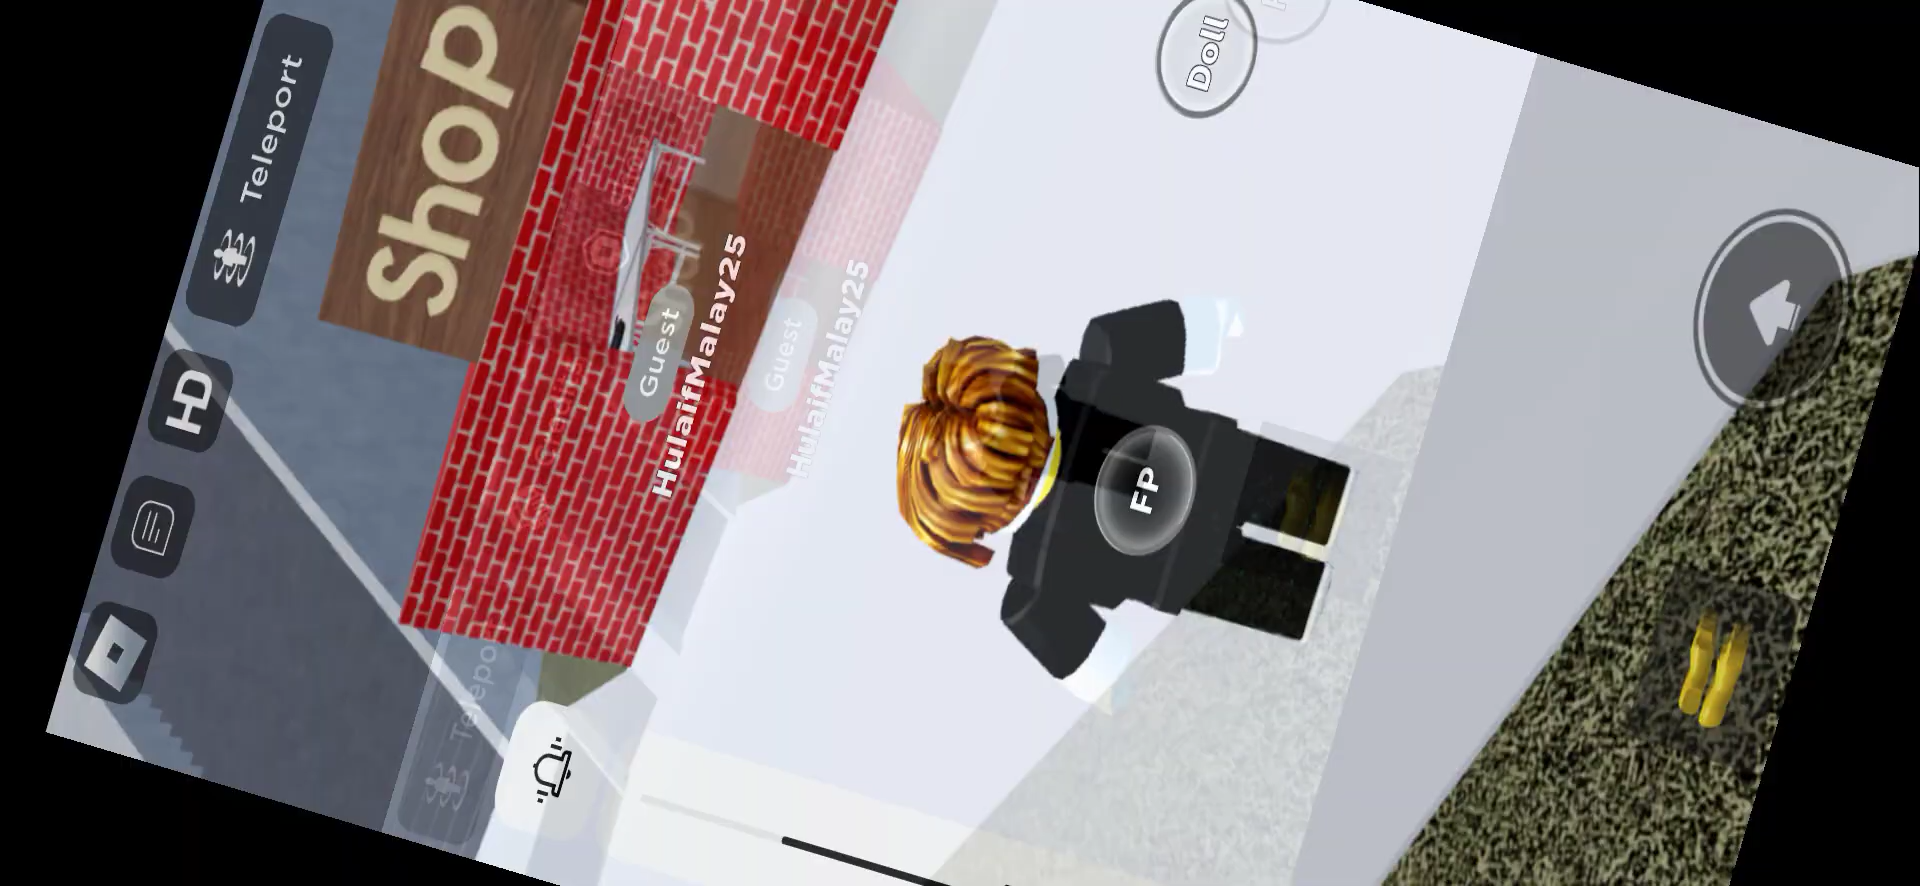 HD
Teleport
Shop
Guest
HulaifMalay25
Guest
HulaifMalay25
Doll
FP